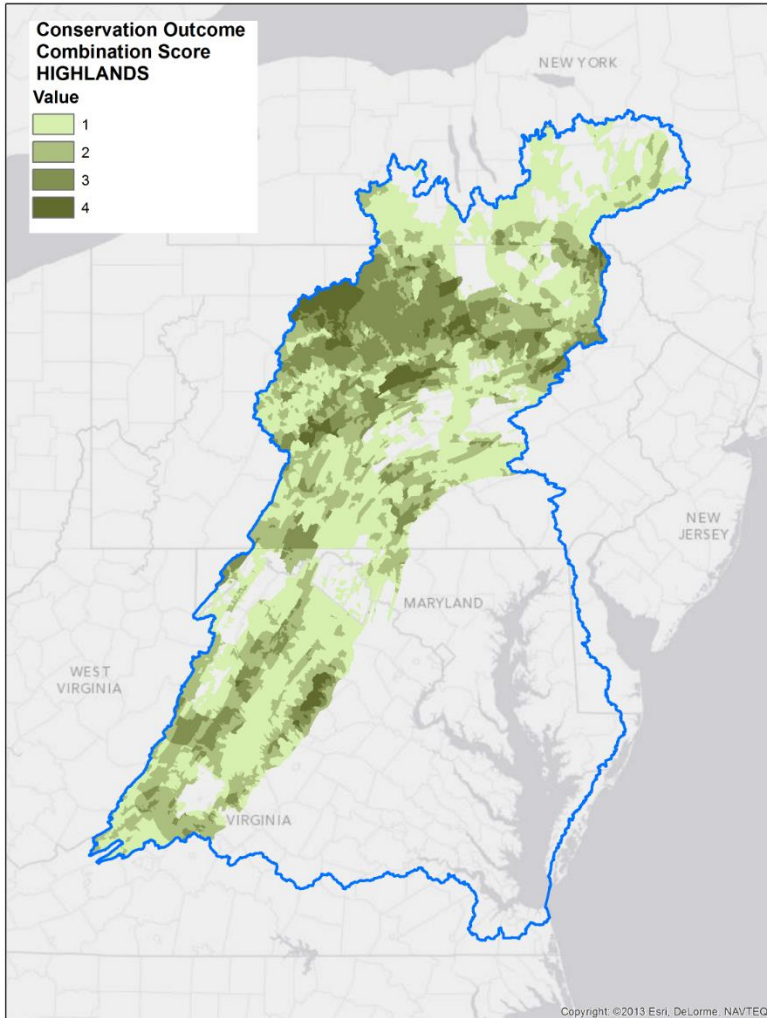 Conservation Outcome
Combination Score
HIGHLANDS
Value
1
2
3
4
NEW YORK
NEW
JERSEY
MARYLAND
WEST
VIRGINIA
VIRGINIA
Copyright: ©2013 Esri, DeLorme, NAVTEQ